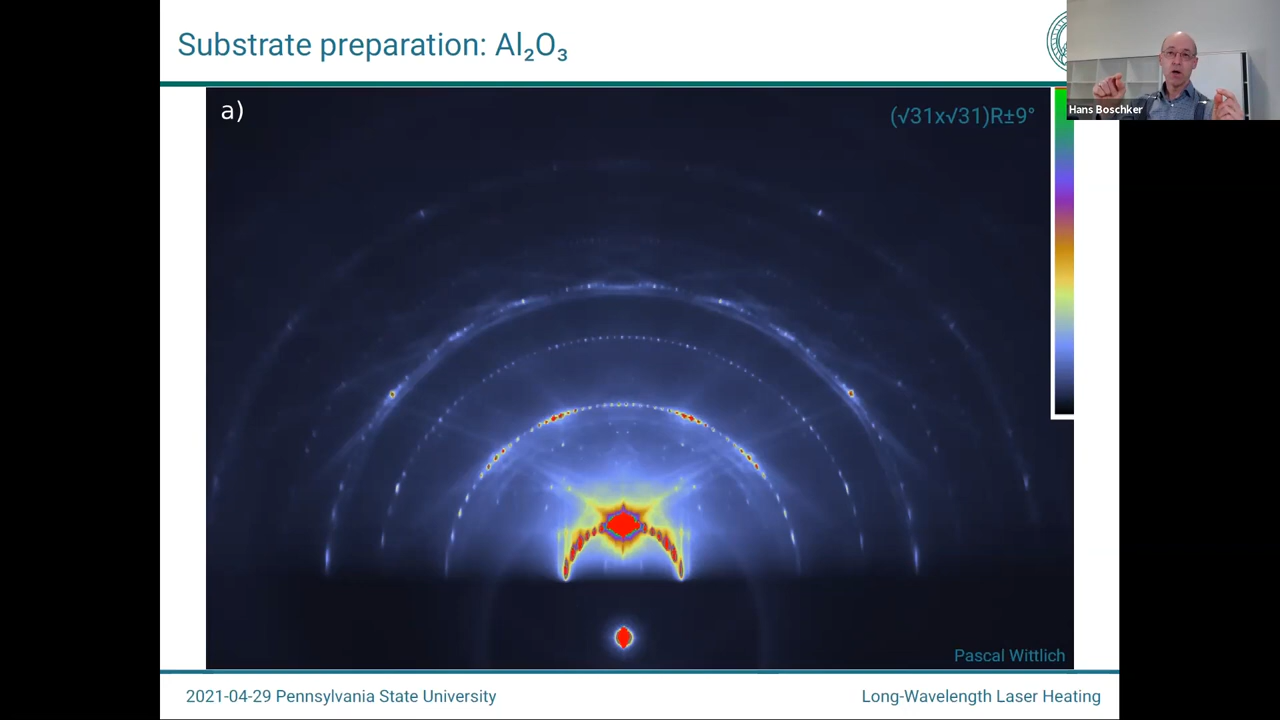 Substrate preparation: Al₂O₃
Hans Boschker
a)
(√31x√31)R±9°
Pascal Wittlich
2021-04-29 Pennsylvania State University
Long-Wavelength Laser Heating